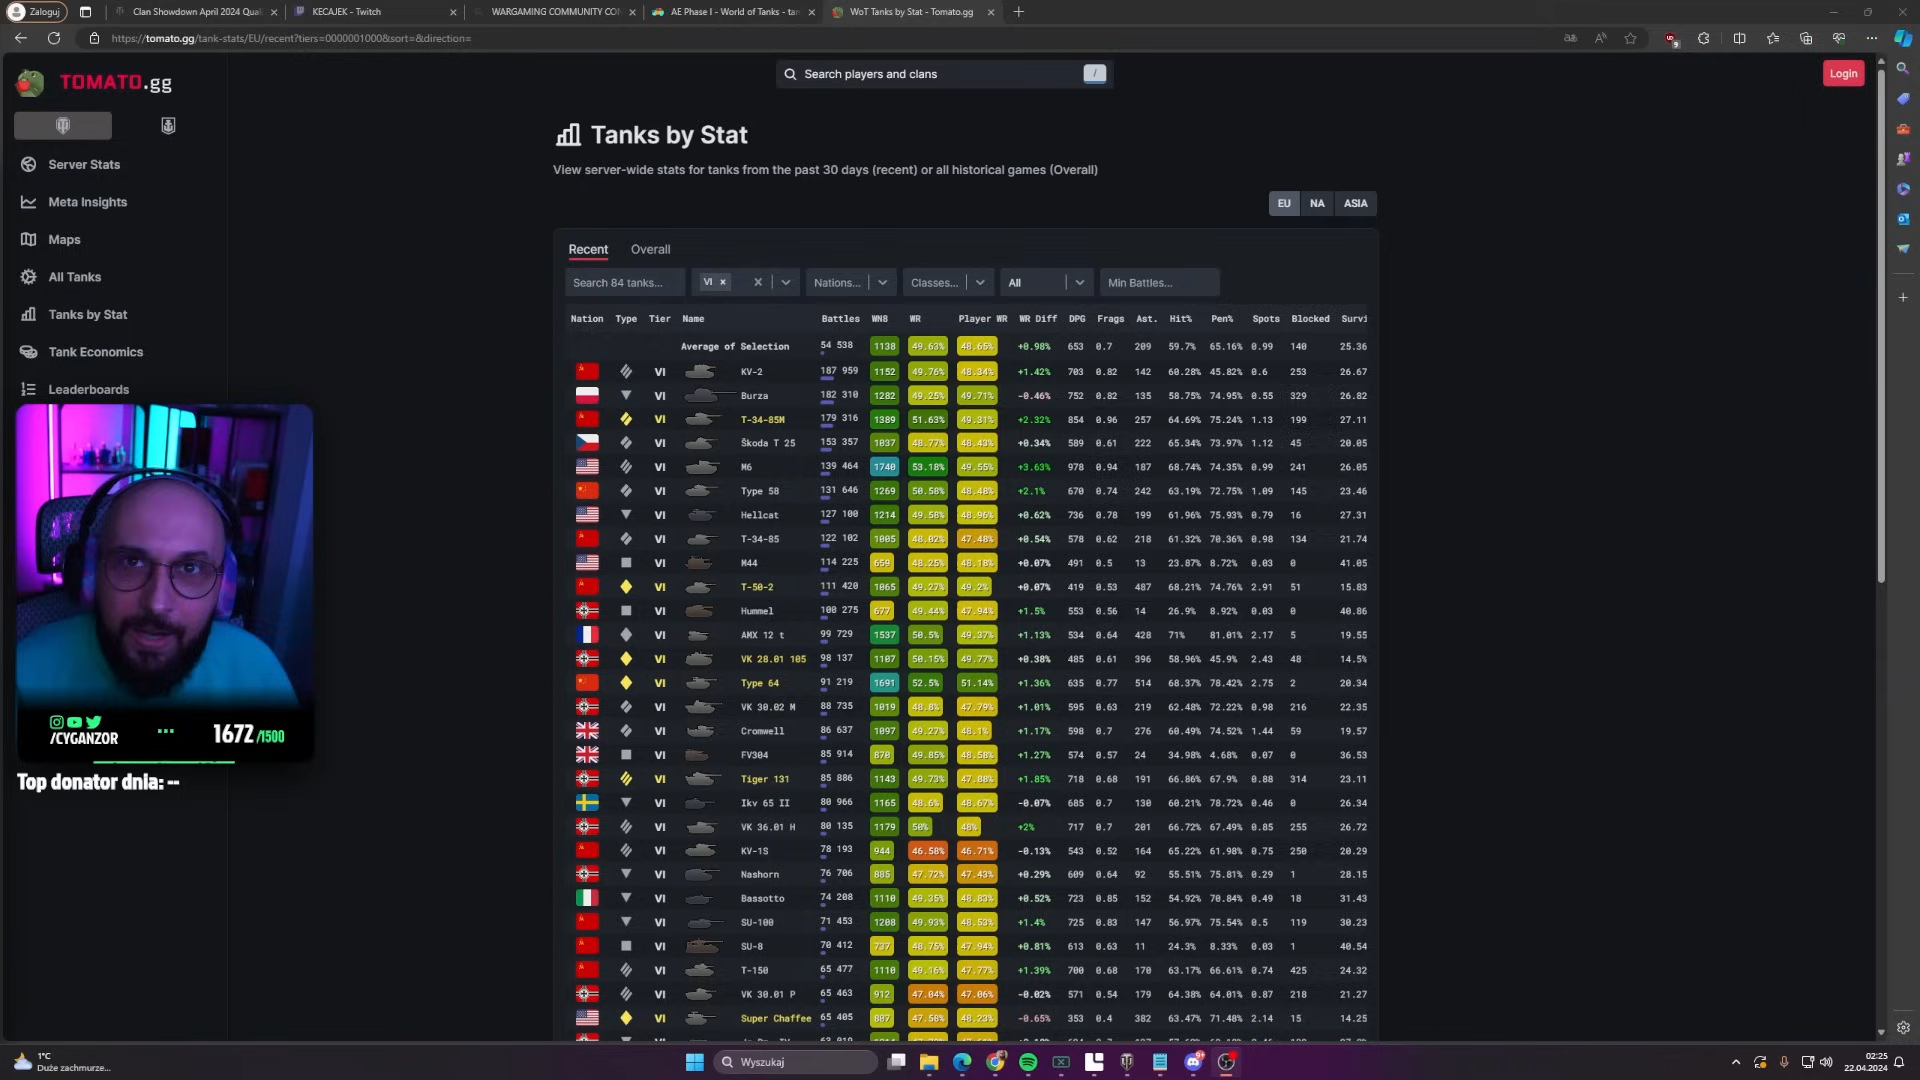 Zaloguj
Clan Showdown April 2024 Qual
KECAJEK - Twitch
WARGAMING COMMUNITY CO
AE Phase I - World of Tanks - tan
WoT Tanks by Stat - Tomato.gg
https://tomato.gg/tank-stats/EU/recent?tiers=0000001000&sort=&direction=
TOMATO.gg
Search players and clans
/
Login
Server Stats
Meta Insights
Maps
All Tanks
Tanks by Stat
Tank Economics
Leaderboards
Tanks by Stat
View server-wide stats for tanks from the past 30 days (recent) or all historical games (Overall)
EU NA ASIA
Recent Overall
Search 84 tanks... VI Nations... Classes... All Min Battles...
Nation Type Tier Name Battles WN8 WR Player WR WR Diff DPG Frags Ast. Hit% Pen% Spots Blocked Survi
Average of Selection 54 538 1138 49.63% 48.65% +0.98% 653 0.7 209 59.7% 65.16% 0.99 140 25.36
VI KV-2 187 959 1152 49.76% 48.34% +1.42% 703 0.82 142 60.28% 45.82% 0.6 253 26.67
VI Burza 182 310 1282 49.25% 49.71% -0.46% 752 0.82 135 58.75% 74.95% 0.55 329 26.82
VI T-34-85M 179 316 1389 51.63% 49.31% +2.32% 854 0.96 257 64.69% 75.24% 1.13 199 27.11
VI Škoda T 25 153 357 1037 48.77% 48.43% +0.34% 589 0.61 222 65.34% 73.97% 1.12 45 20.05
VI M6 139 464 1740 53.18% 49.55% +3.63% 978 0.94 187 68.74% 74.35% 0.99 241 26.05
VI Type 58 131 646 1269 50.58% 48.48% +2.1% 670 0.74 242 63.19% 72.75% 1.09 145 23.46
VI Hellcat 127 100 1214 49.58% 48.96% +0.62% 736 0.78 199 61.96% 75.93% 0.79 16 27.31
VI T-34-85 122 102 1005 48.02% 47.48% +0.54% 578 0.62 218 61.32% 70.36% 0.98 134 21.74
VI M44 114 225 659 48.25% 48.18% +0.07% 491 0.5 13 23.87% 8.72% 0.03 0 41.05
VI T-50-2 111 420 1065 49.27% 49.2% +0.07% 419 0.53 487 68.21% 74.76% 2.91 51 15.83
VI Hummel 100 275 677 49.44% 47.94% +1.5% 553 0.56 14 26.9% 8.92% 0.03 0 40.86
VI AMX 12 t 99 729 1537 50.5% 49.37% +1.13% 534 0.64 428 71% 81.01% 2.17 5 19.55
VI VK 28.01 105 98 137 1107 50.15% 49.77% +0.38% 485 0.61 396 58.96% 45.9% 2.43 48 14.5%
VI Type 64 91 219 1691 52.5% 51.14% +1.36% 635 0.77 514 68.37% 78.42% 2.75 2 20.34
VI VK 30.02 M 88 735 1019 48.8% 47.79% +1.01% 595 0.63 219 62.48% 72.22% 0.98 216 22.35
VI Cromwell 86 637 1097 49.27% 48.1% +1.17% 598 0.7 276 60.49% 74.52% 1.44 59 19.57
VI FV304 85 914 870 49.85% 48.58% +1.27% 574 0.57 24 34.98% 4.68% 0.07 0 36.53
VI Tiger 131 85 886 1143 49.73% 47.88% +1.85% 718 0.68 191 66.86% 67.9% 0.88 314 23.11
VI Ikv 65 II 80 966 1165 48.6% 48.67% -0.07% 685 0.7 130 60.21% 78.72% 0.46 0 26.34
VI VK 36.01 H 80 135 1179 50% 48% +2% 717 0.7 201 66.72% 67.49% 0.85 255 26.72
VI KV-1S 78 193 944 46.58% 46.71% -0.13% 543 0.52 164 65.22% 61.98% 0.75 250 20.29
VI Nashorn 76 706 885 47.72% 47.43% +0.29% 609 0.64 92 55.51% 75.81% 0.29 1 28.15
VI Bassotto 74 208 1110 49.35% 48.83% +0.52% 723 0.85 152 54.92% 70.84% 0.49 18 31.43
VI SU-100 71 453 1208 49.93% 48.53% +1.4% 725 0.83 147 56.97% 75.54% 0.5 119 30.23
VI SU-8 70 412 737 48.75% 47.94% +0.81% 613 0.63 11 24.3% 8.33% 0.03 1 40.54
VI T-150 65 477 1110 49.16% 47.77% +1.39% 700 0.68 170 63.17% 66.61% 0.74 425 24.32
VI VK 30.01 P 65 463 912 47.04% 47.06% -0.02% 571 0.54 179 64.38% 64.01% 0.87 218 21.27
VI Super Chaffee 65 405 887 47.58% 48.23% -0.65% 353 0.4 382 63.47% 71.48% 2.14 15 14.25
/CYGANZOR ... 1672/1500
Top donator dnia: --
1°C
Duże zachmurze...
Wyszukaj
02:25
22.04.2024